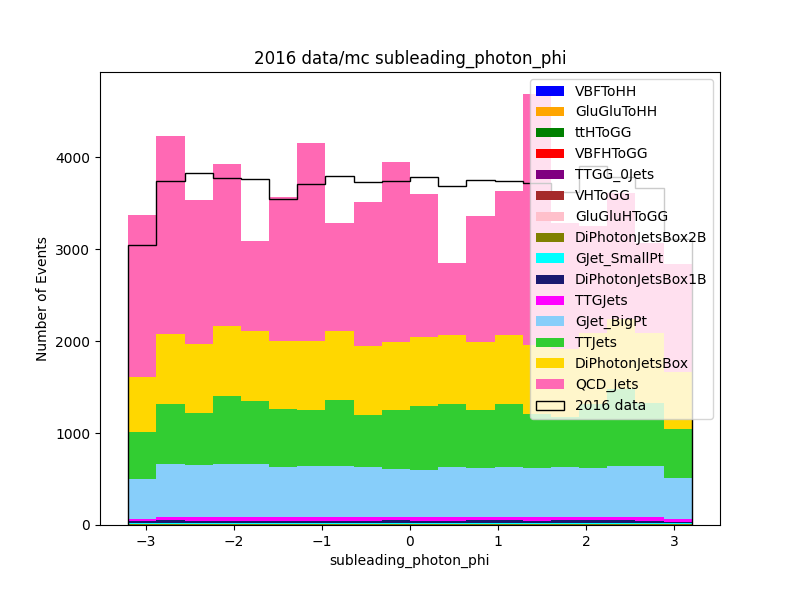 2016 data/mc subleading_photon_phi
Number of Events
4000
3000
2000
1000
0
−3
−2
−1
0
1
2
3
subleading_photon_phi
VBFToHH
GluGluToHH
ttHToGG
VBFHToGG
TTGG_0Jets
VHToGG
GluGluHToGG
DiPhotonJetsBox2B
GJet_SmallPt
DiPhotonJetsBox1B
TTGJets
GJet_BigPt
TTJets
DiPhotonJetsBox
QCD_Jets
2016 data